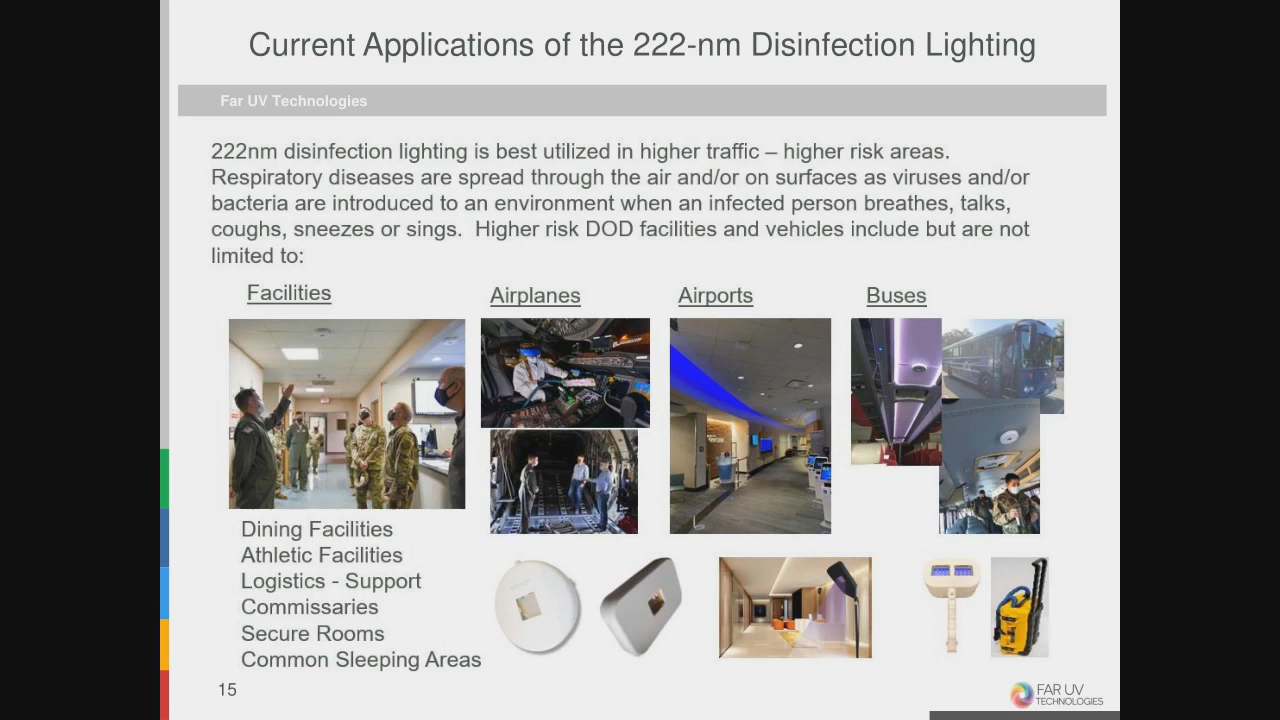 Current Applications of the 222-nm Disinfection Lighting
Far UV Technologies
222nm disinfection lighting is best utilized in higher traffic – higher risk areas.
Respiratory diseases are spread through the air and/or on surfaces as viruses and/or
bacteria are introduced to an environment when an infected person breathes, talks,
coughs, sneezes or sings.  Higher risk DOD facilities and vehicles include but are not
limited to:
Facilities
Airplanes
Airports
Buses
Dining Facilities
Athletic Facilities
Logistics - Support
Commissaries
Secure Rooms
Common Sleeping Areas
15
FAR UV
TECHNOLOGIES